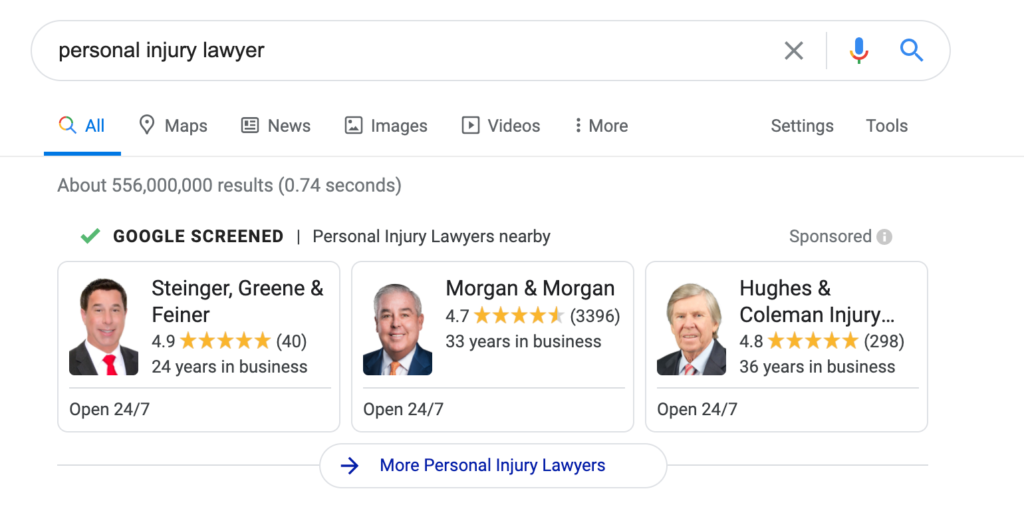 personal injury lawyer
All Maps News Images Videos More Settings Tools
About 556,000,000 results (0.74 seconds)
GOOGLE SCREENED | Personal Injury Lawyers nearby Sponsored
Steinger, Greene &
Feiner
4.9 (40)
24 years in business
Open 24/7
Morgan & Morgan
4.7 (3396)
33 years in business
Open 24/7
Hughes &
Coleman Injury...
4.8 (298)
36 years in business
Open 24/7
More Personal Injury Lawyers